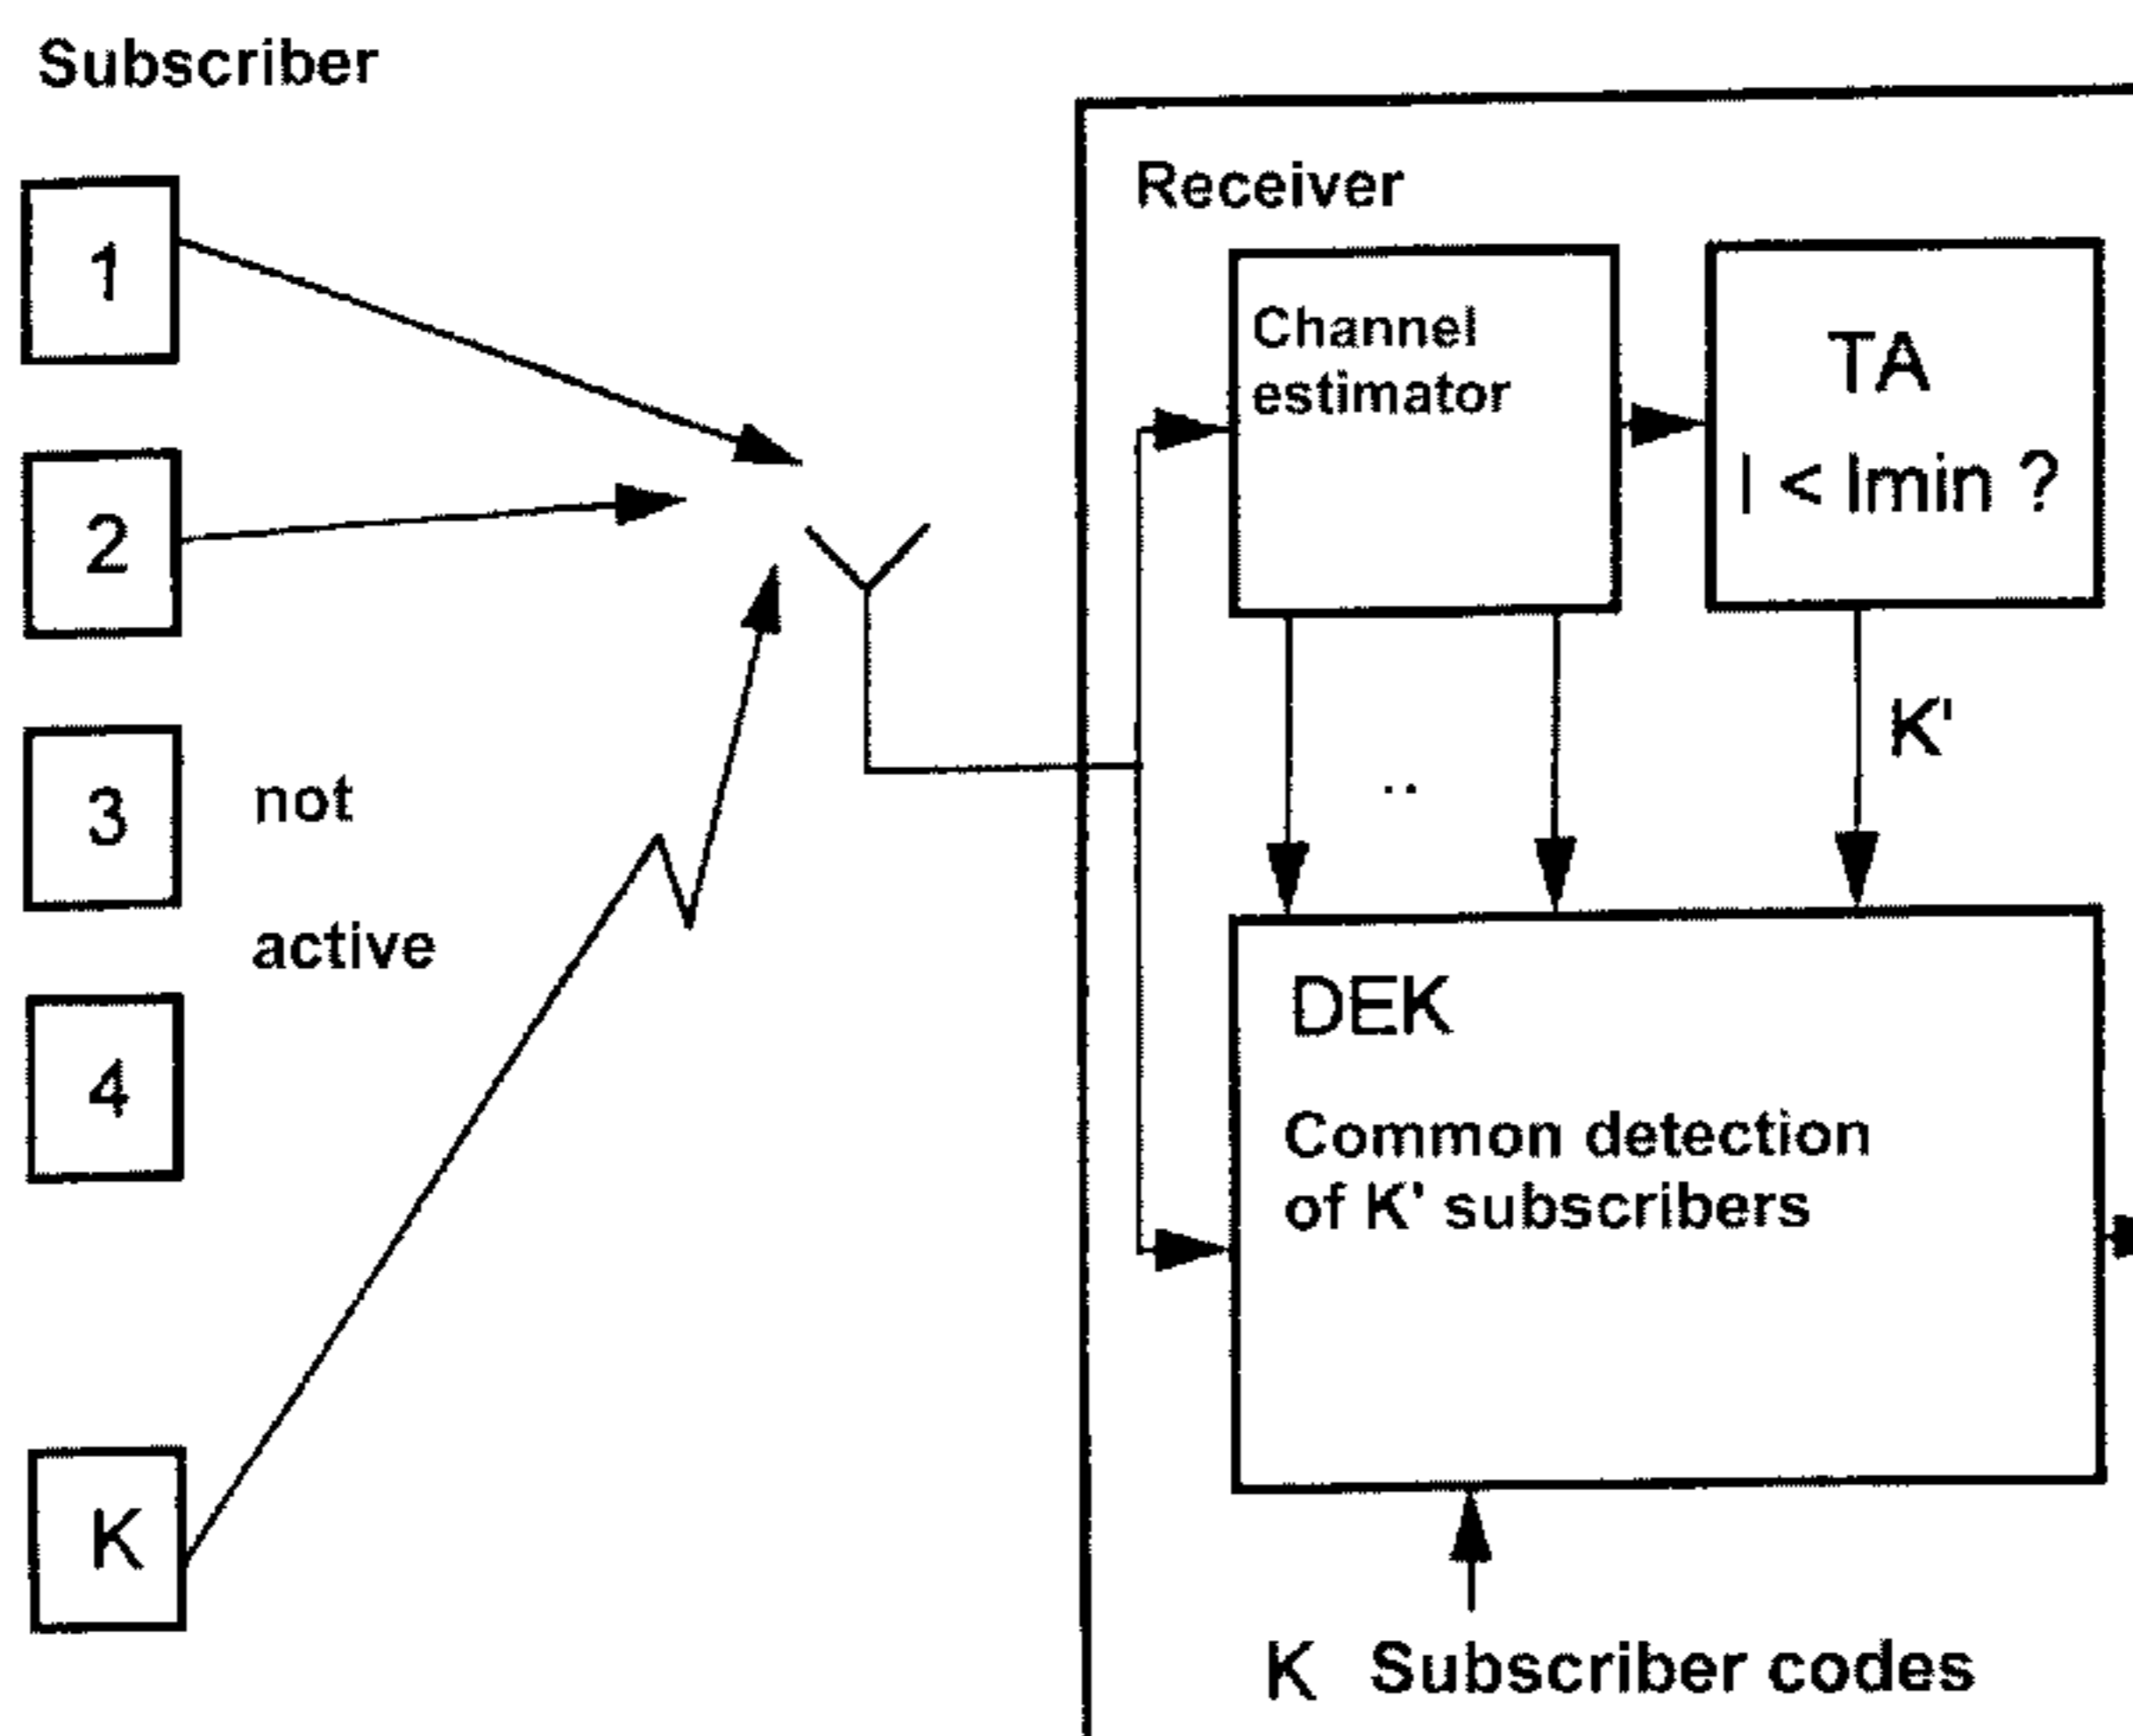 Subscriber
Receiver
1
Channel
estimator
TA
I < Imin ?
2
K'
3
not
active
..
DEK
4
Common detection
of K' subscribers
K
K Subscriber codes